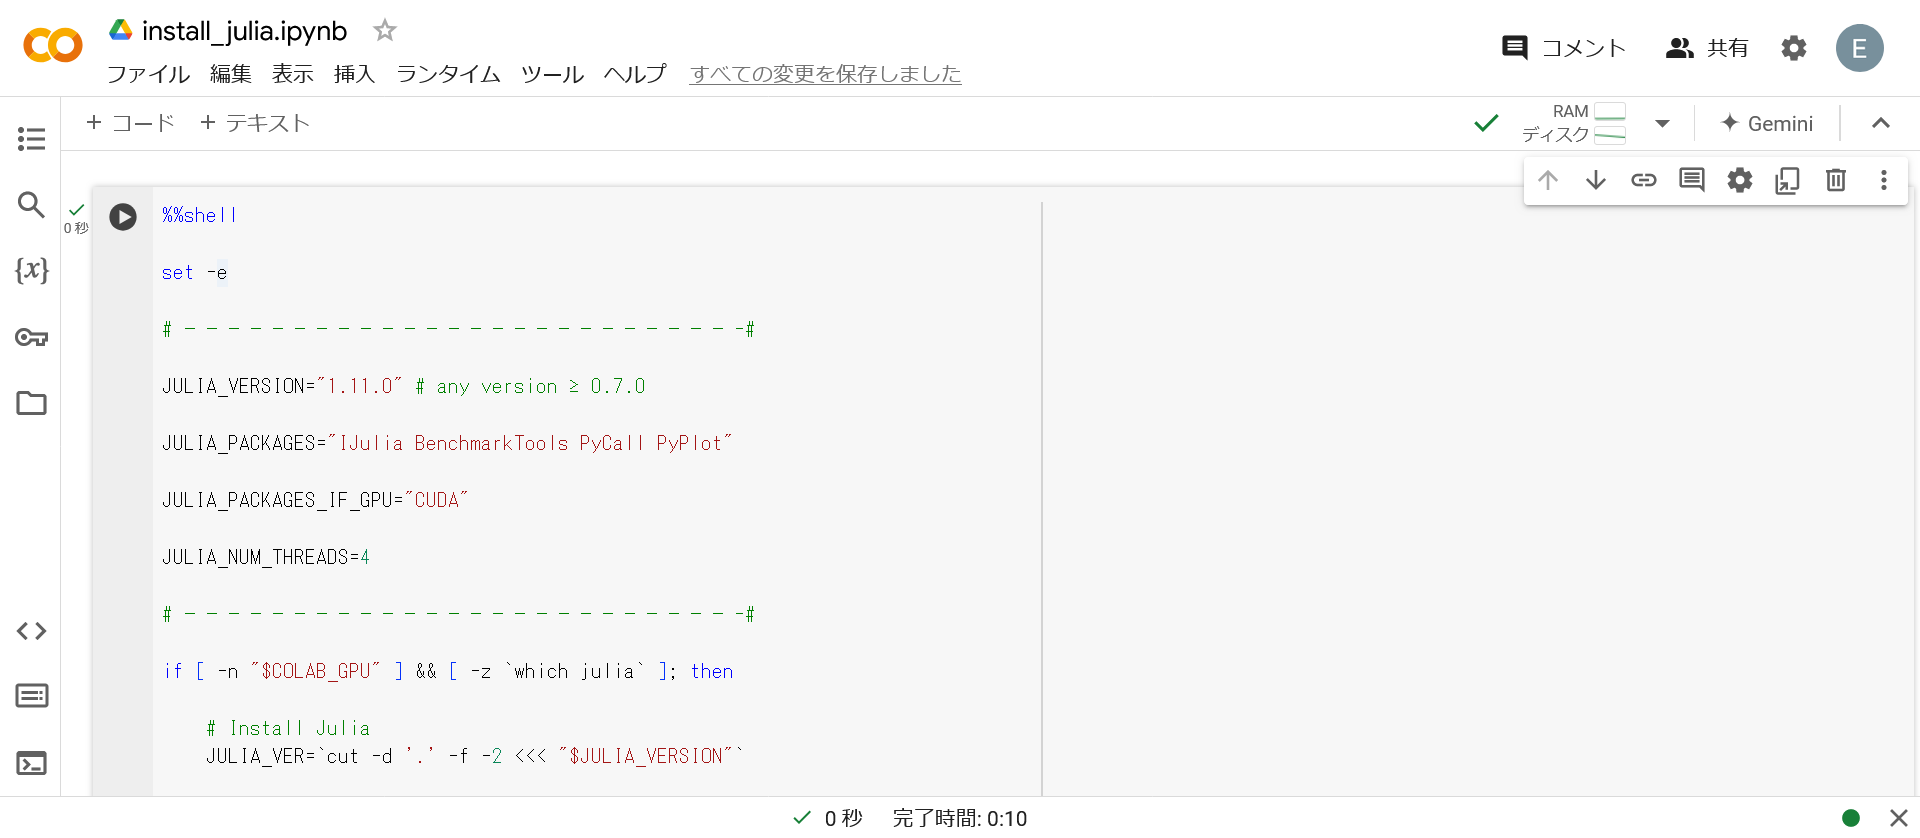 install_julia.ipynb
ファイル 編集 表示 挿入 ランタイム ツール ヘルプ すべての変更を保存しました
コメント 共有 E
+ コード + テキスト
RAM
ディスク
Gemini
0 秒
%%shell
set -e
# - - - - - - - - - - - - - - - - - - - - - - - - - -#
JULIA_VERSION="1.11.0" # any version ≥ 0.7.0
JULIA_PACKAGES="IJulia BenchmarkTools PyCall PyPlot"
JULIA_PACKAGES_IF_GPU="CUDA"
JULIA_NUM_THREADS=4
# - - - - - - - - - - - - - - - - - - - - - - - - - -#
if [ -n "$COLAB_GPU" ] && [ -z `which julia` ]; then
# Install Julia
JULIA_VER=`cut -d '.' -f -2 <<< "$JULIA_VERSION"`
0 秒 完了時間: 0:10